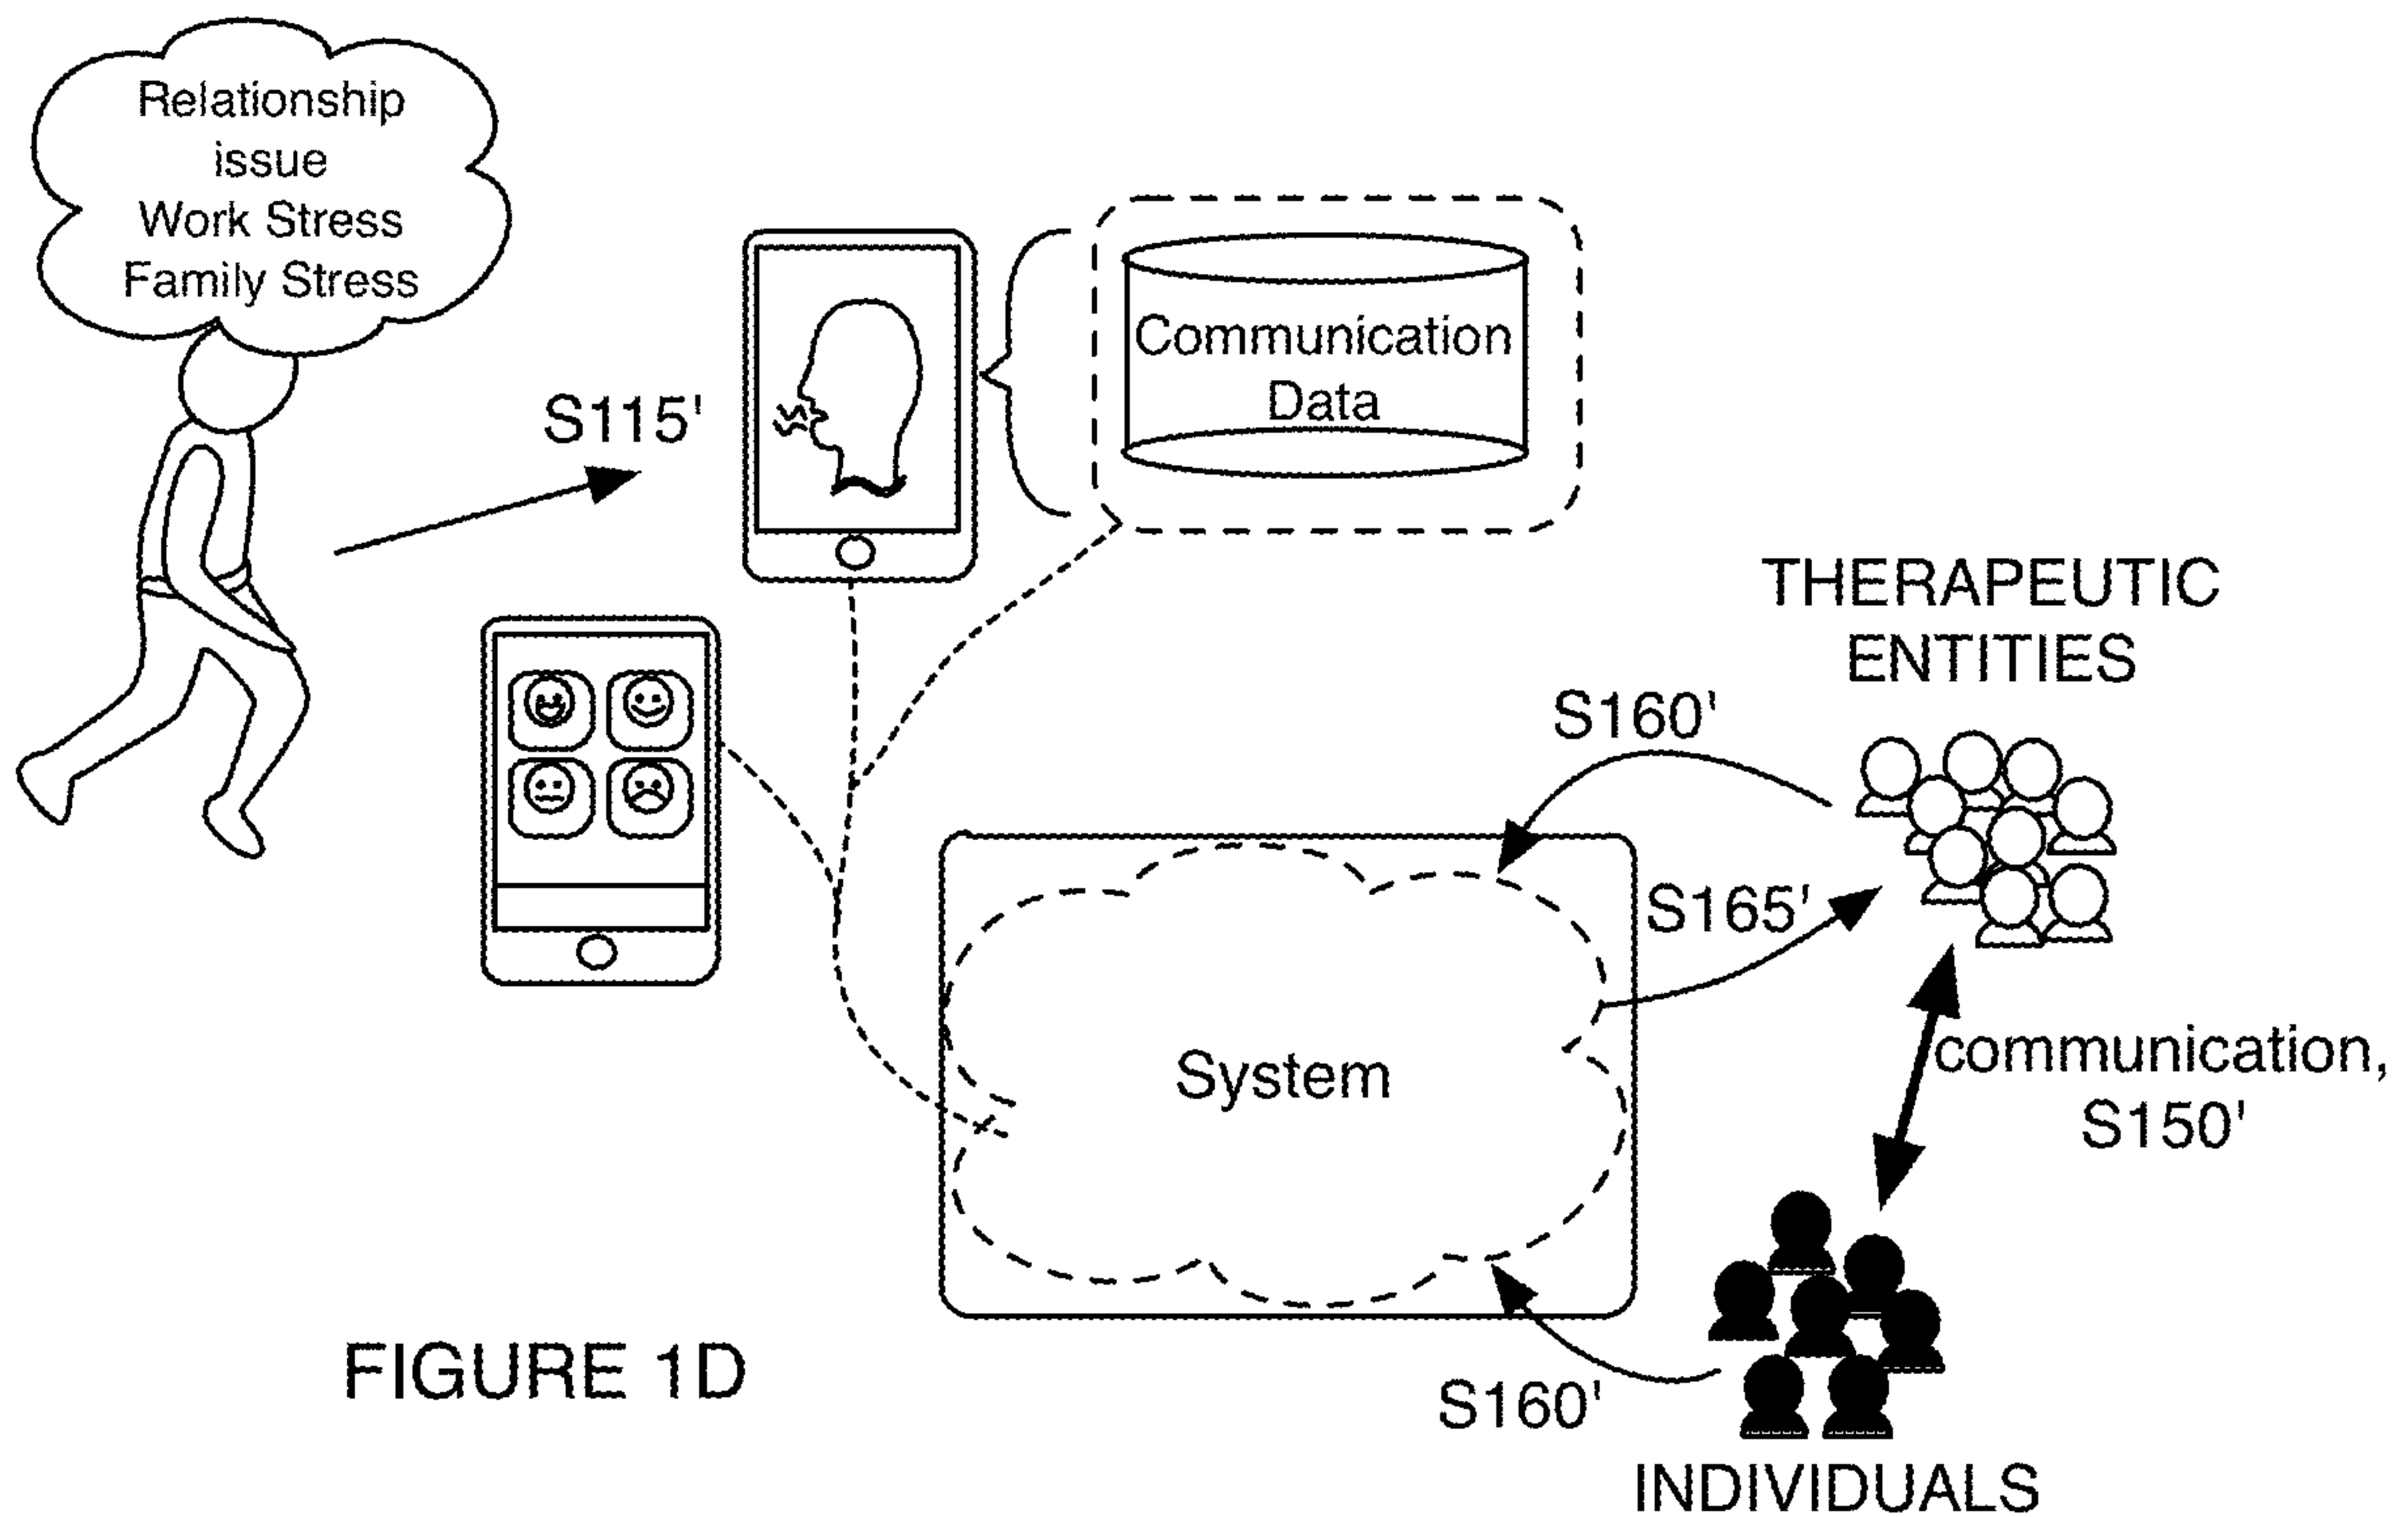 Relationship
issue
Work Stress
Family Stress
S115'
Communication
Data
THERAPEUTIC
ENTITIES
S160'
S165'
System
communication,
S150'
S160'
FIGURE 1D
INDIVIDUALS